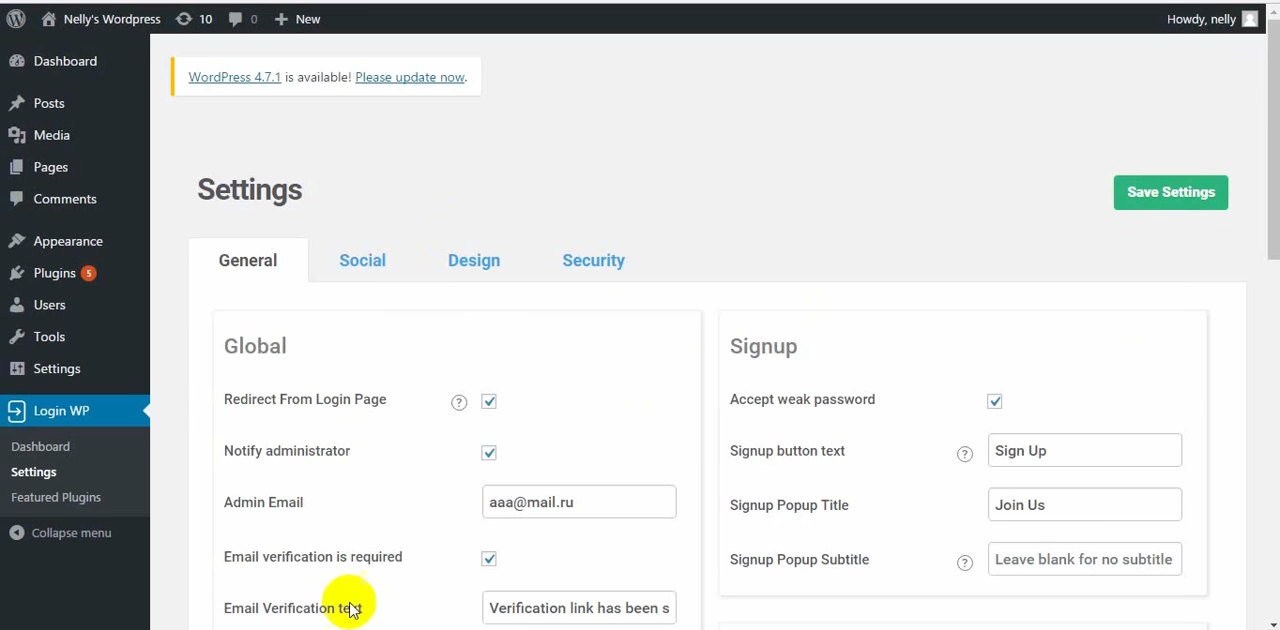 Nelly's Wordpress 10 0 New Howdy, nelly
Dashboard
Posts
Media
Pages
Comments
Appearance
Plugins 5
Users
Tools
Settings
Login WP
Dashboard
Settings
Featured Plugins
Collapse menu
WordPress 4.7.1 is available! Please update now.
Settings
Save Settings
General Social Design Security
Global
Redirect From Login Page ?
Notify administrator
Admin Email aaa@mail.ru
Email verification is required
Email Verification text Verification link has been s
Signup
Accept weak password
Signup button text ? Sign Up
Signup Popup Title Join Us
Signup Popup Subtitle ? Leave blank for no subtitle